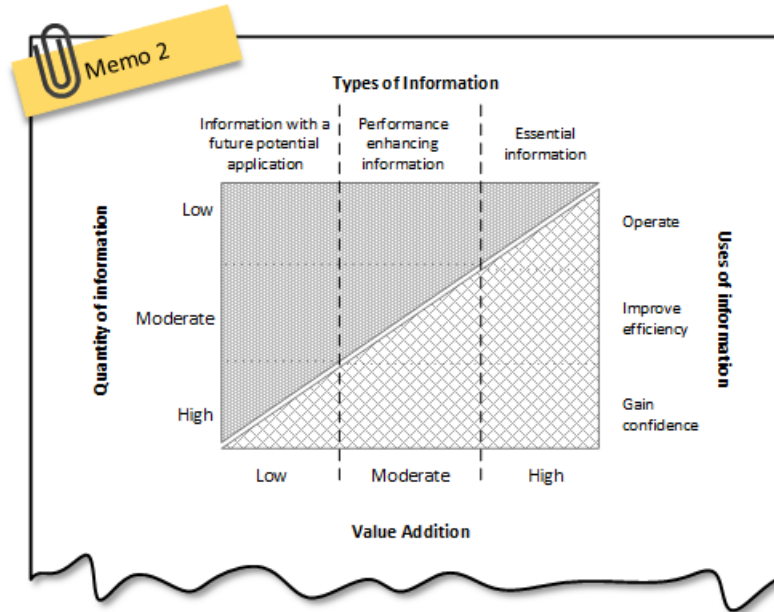 Memo 2
Types of Information
Information with a
future potential
application
Performance
enhancing
information
Essential
information
Quantity of information
Low
Moderate
High
Operate
Improve
efficiency
Gain
confidence
Uses of information
Low
Moderate
High
Value Addition